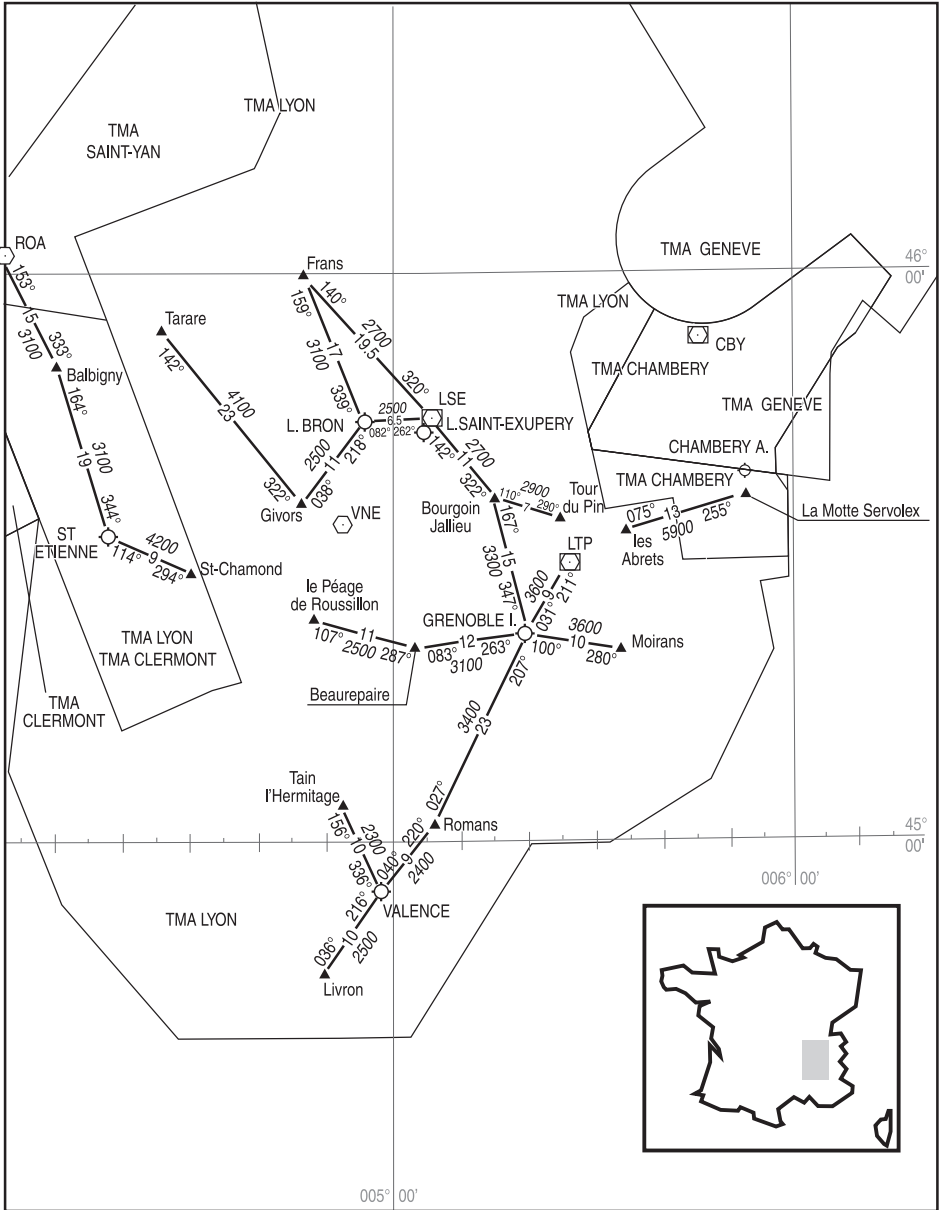 TMA LYON
TMA
SAINT-YAN
ROA
153°
15
3100
333°
Balbigny
164°
19
3100
344°
ST
ETIENNE
114°
4200
9
294°
St-Chamond
TMA LYON
TMA CLERMONT
TMA
CLERMONT
Tarare
142°
4100
23
322°
Givors
Frans
159°
140°
17
3100
339°
2700
19.5
320°
L. BRON
2500
6.5
082° 262°
LSE
L.SAINT-EXUPERY
2500
11
218°
038°
VNE
142°
2700
11
322°
Bourgoin
Jallieu
110°
2900
7
290°
Tour
du Pin
167°
15
3300
347°
LTP
3600
9
211°
031°
GRENOBLE I.
le Péage
de Roussillon
107°
11
2500
287°
083°
12
3100
263°
Beaurepaire
100°
3600
10
280°
Moirans
207°
3400
23
027°
Romans
220°
9
2400
040°
Tain
l'Hermitage
156°
2300
10
336°
VALENCE
216°
10
2500
036°
Livron
TMA LYON
TMA GENEVE
46°
00'
TMA LYON
CBY
TMA CHAMBERY
TMA GENEVE
CHAMBERY A.
TMA CHAMBERY
La Motte Servolex
075°
13
5900
255°
les
Abrets
45°
00'
006° 00'
005° 00'